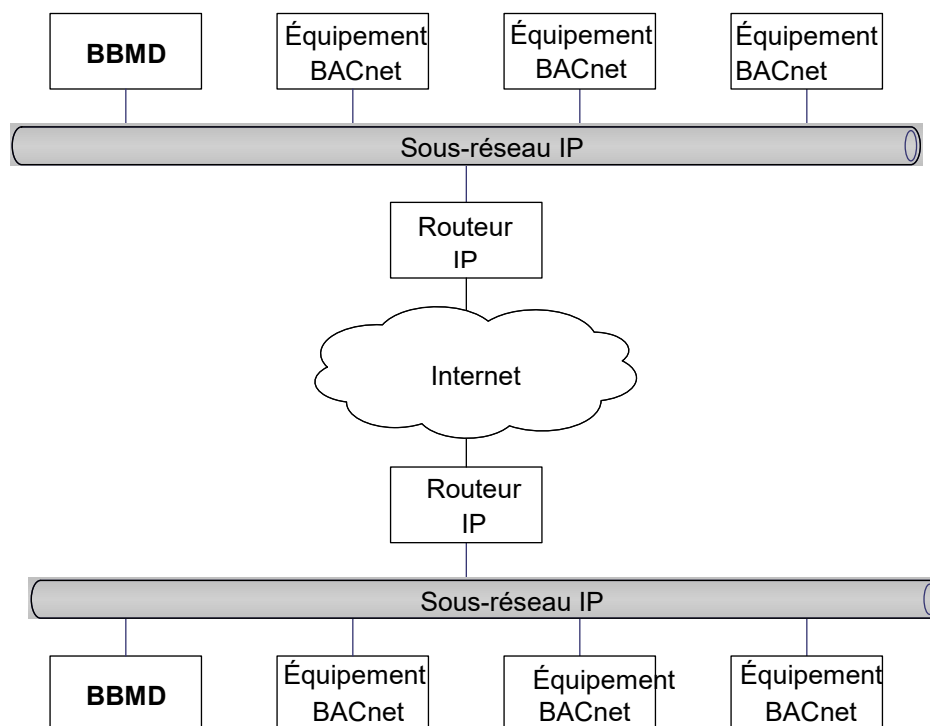 BBMD
Équipement
BACnet
Équipement
BACnet
Équipement
BACnet
Sous-réseau IP
Routeur
IP
Internet
Routeur
IP
Sous-réseau IP
BBMD
Équipement
BACnet
Équipement
BACnet
Équipement
BACnet